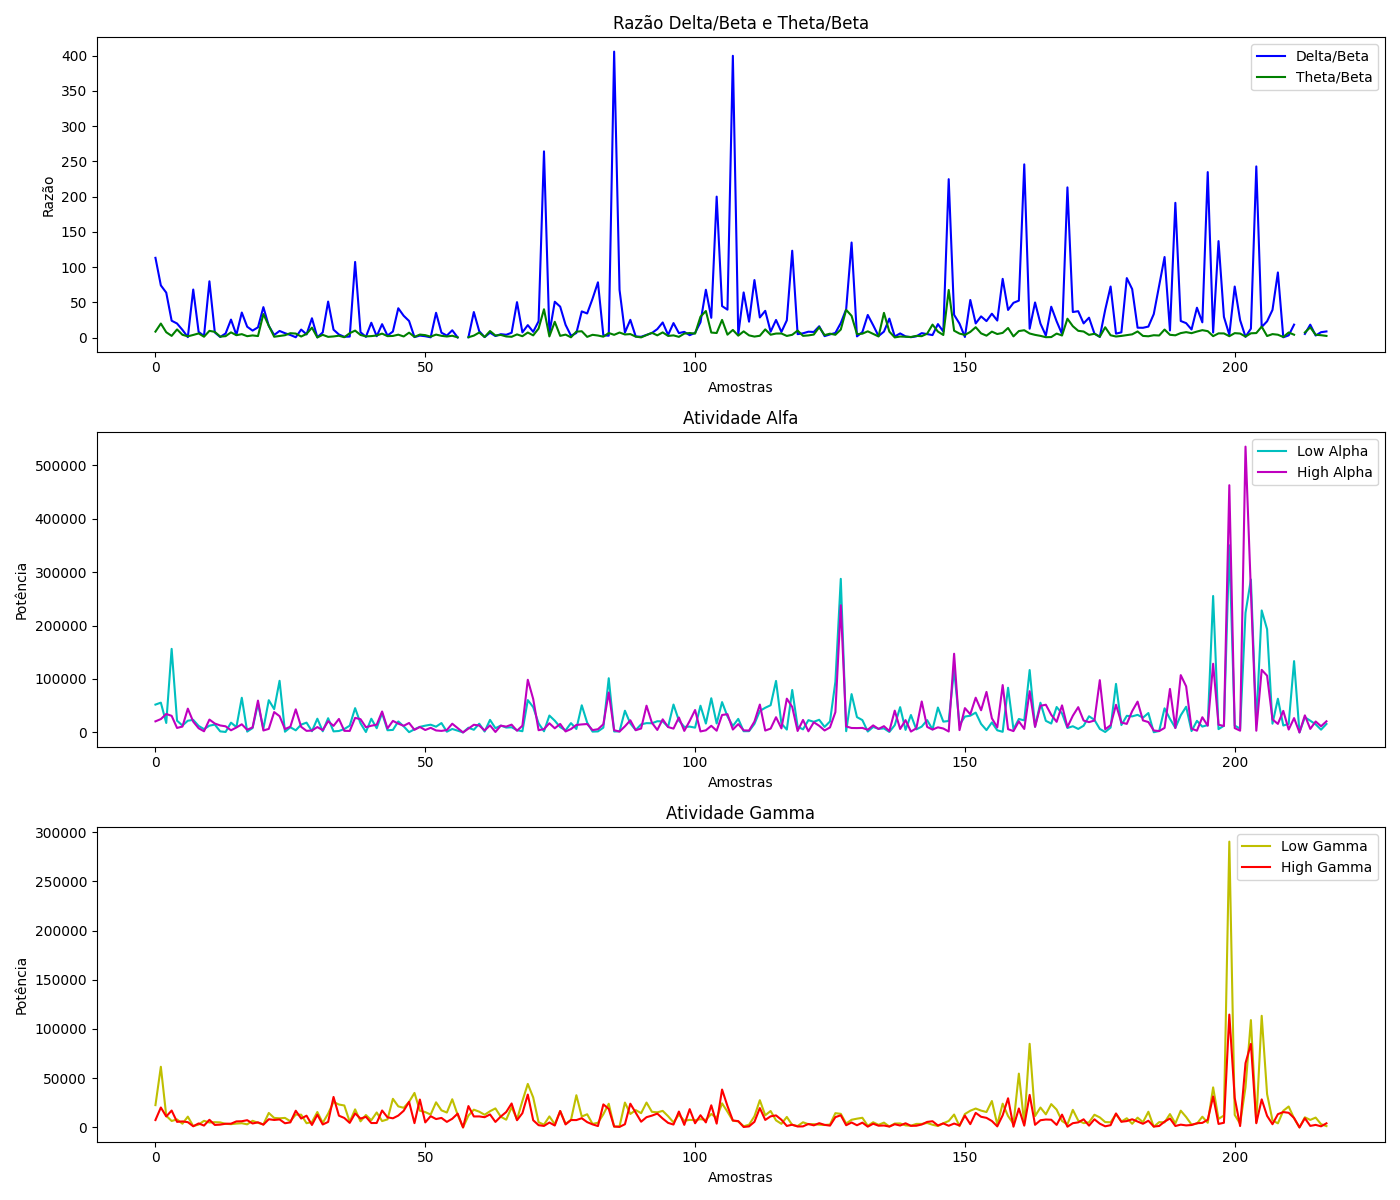 Razão Delta/Beta e Theta/Beta
Delta/Beta
Theta/Beta
Razão
400
350
300
250
200
150
100
50
0
0 50 100 150 200
Amostras
Atividade Alfa
Low Alpha
High Alpha
Potência
500000
400000
300000
200000
100000
0
0 50 100 150 200
Amostras
Atividade Gamma
Low Gamma
High Gamma
Potência
300000
250000
200000
150000
100000
50000
0
0 50 100 150 200
Amostras